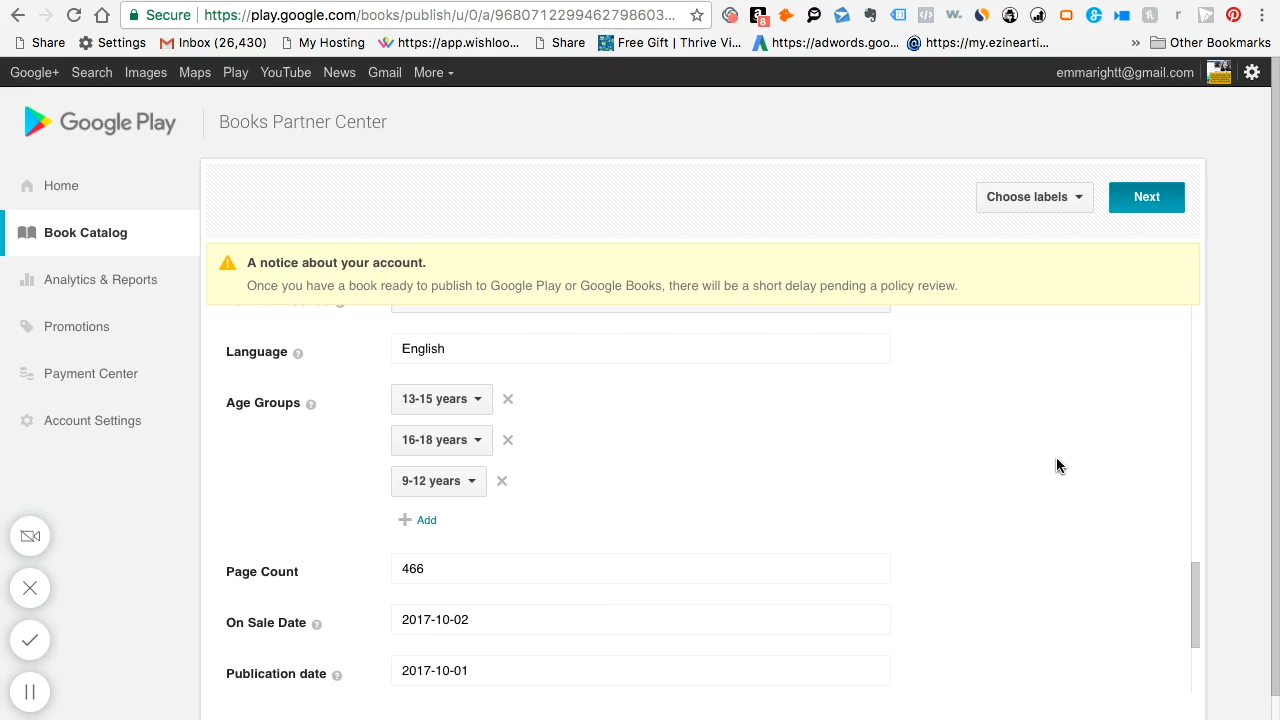 Secure https://play.google.com/books/publish/u/0/a/9680712299462798603...
Share Settings Inbox (26,430) My Hosting https://app.wishloo... Share Free Gift | Thrive Vi... https://adwords.goo... https://my.ezinearti... » Other Bookmarks
Google+ Search Images Maps Play YouTube News Gmail More emmarightt@gmail.com
Google Play Books Partner Center
Home
Book Catalog
Analytics & Reports
Promotions
Payment Center
Account Settings
Choose labels Next
A notice about your account.
Once you have a book ready to publish to Google Play or Google Books, there will be a short delay pending a policy review.
Language English
Age Groups 13-15 years
16-18 years
9-12 years
Add
Page Count 466
On Sale Date 2017-10-02
Publication date 2017-10-01